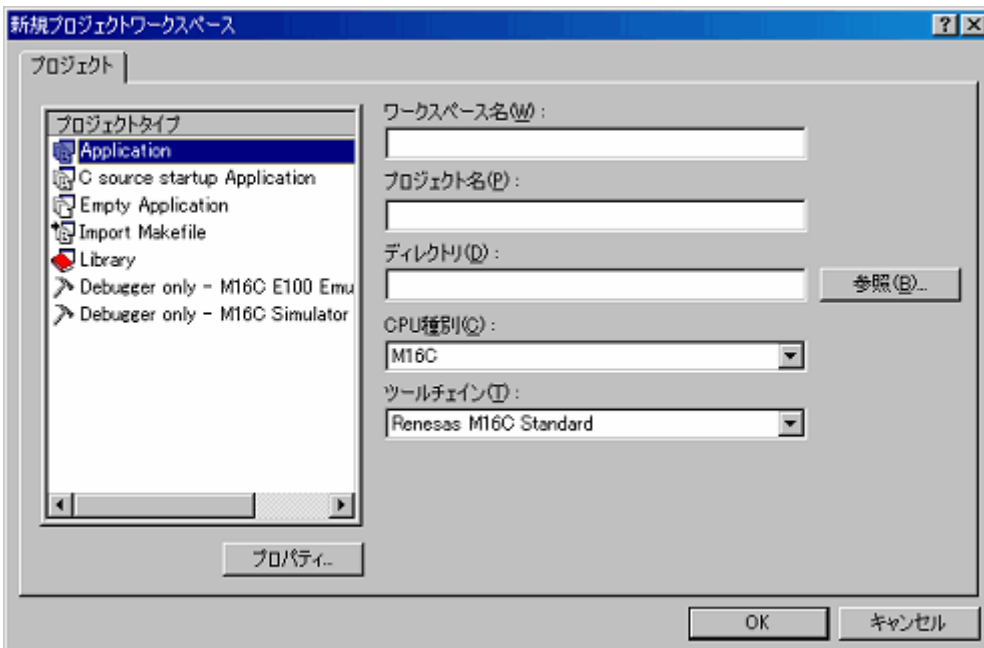 新規プロジェクトワークスペース
プロジェクト
プロジェクトタイプ
Application
C source startup Application
Empty Application
Import Makefile
Library
Debugger only - M16C E100 Emu
Debugger only - M16C Simulator
プロパティ...
ワークスペース名(W):
プロジェクト名(P):
ディレクトリ(D):
参照(B)...
CPU種別(C):
M16C
ツールチェイン(T):
Renesas M16C Standard
OK
キャンセル